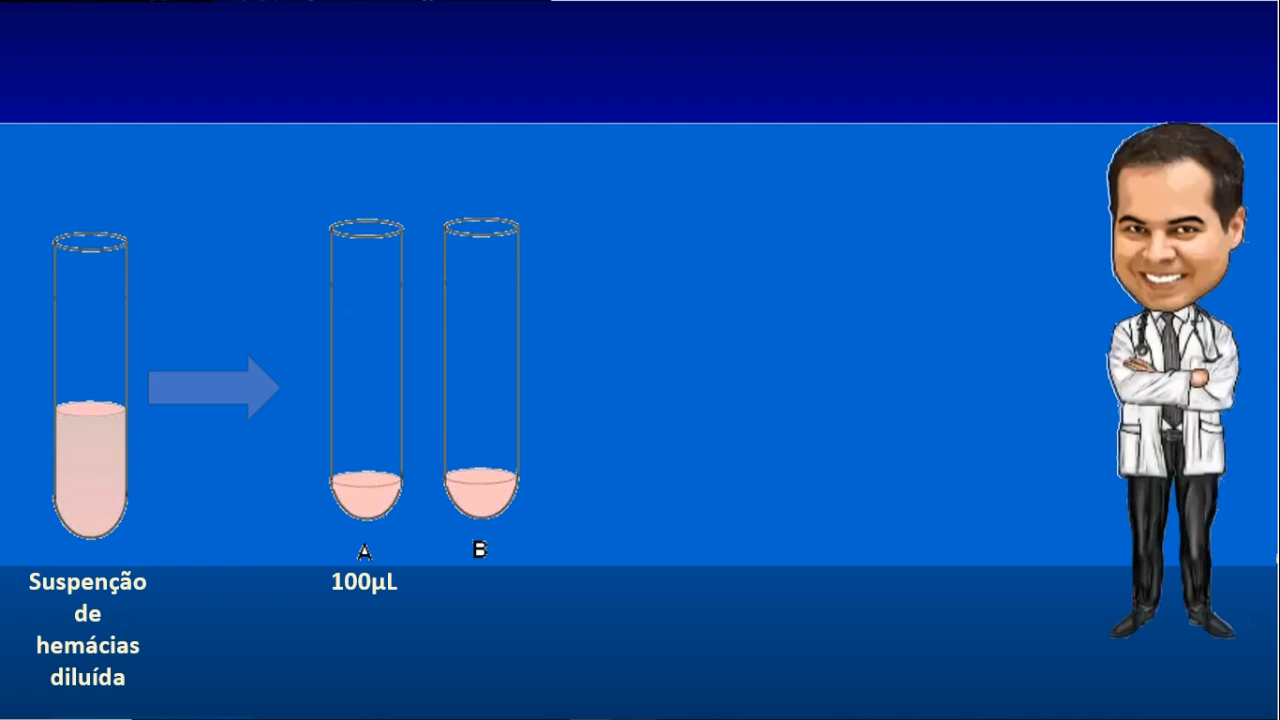 A
B
Suspenção
de
hemácias
diluída
100µL